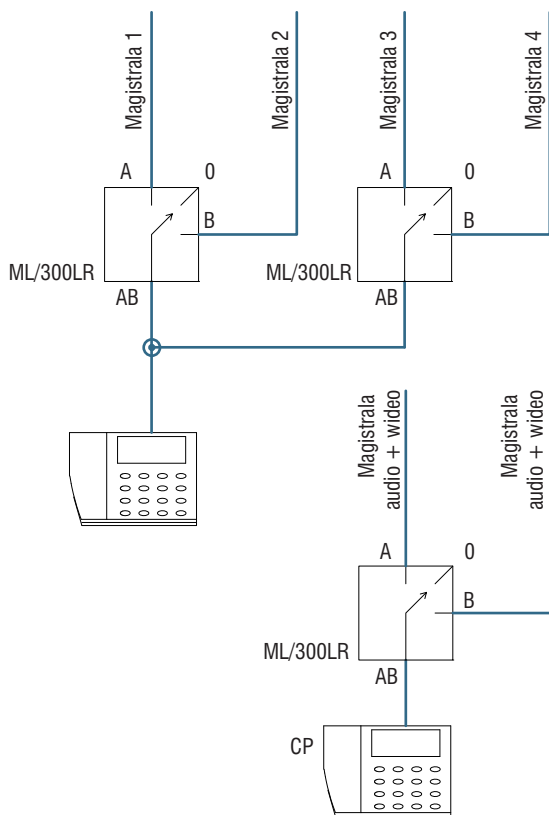 Magistrala 1
Magistrala 2
Magistrala 3
Magistrala 4
A
0
B
ML/300LR
AB
A
0
B
ML/300LR
AB
Magistrala
audio + wideo
Magistrala
audio + wideo
A
0
B
ML/300LR
AB
CP